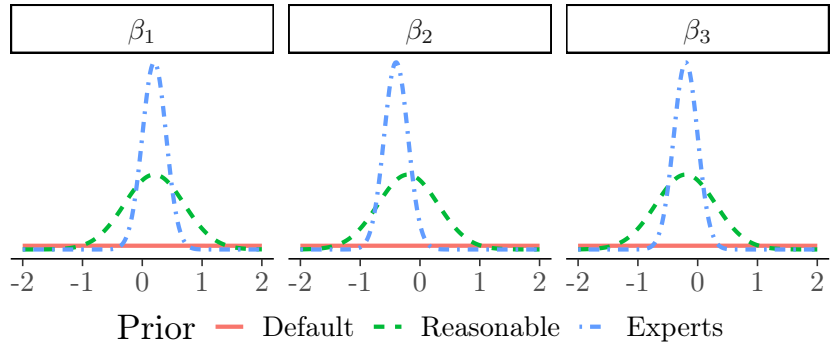 β1 β2 β3
-2 -1 0 1 2 -2 -1 0 1 2 -2 -1 0 1 2
Prior Default Reasonable Experts